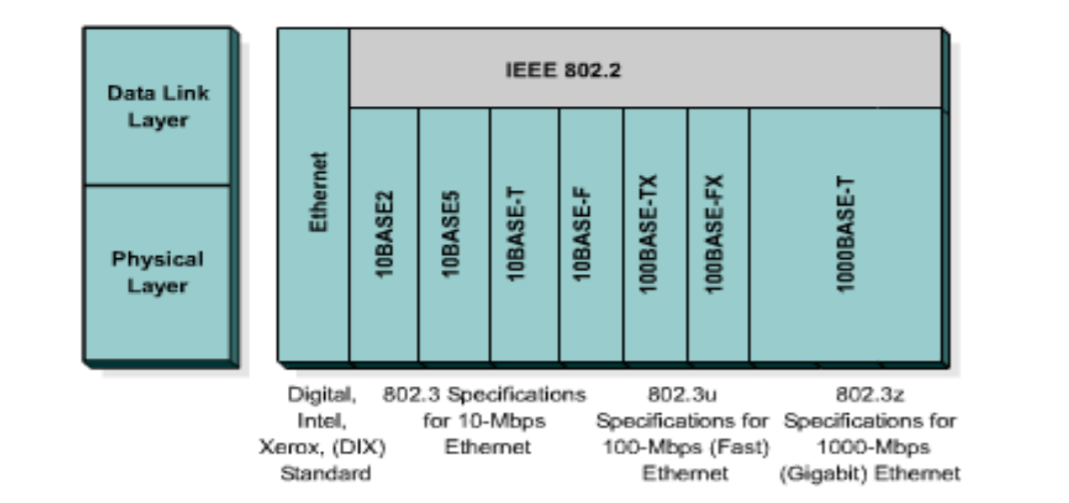 Data Link
Layer
Physical
Layer
IEEE 802.2
Ethernet
10BASE2
10BASE5
10BASE-T
10BASE-F
100BASE-TX
100BASE-FX
1000BASE-T
Digital,
Intel,
Xerox, (DIX)
Standard
802.3 Specifications
for 10-Mbps
Ethernet
802.3u
Specifications for
100-Mbps (Fast)
Ethernet
802.3z
Specifications for
1000-Mbps
(Gigabit) Ethernet